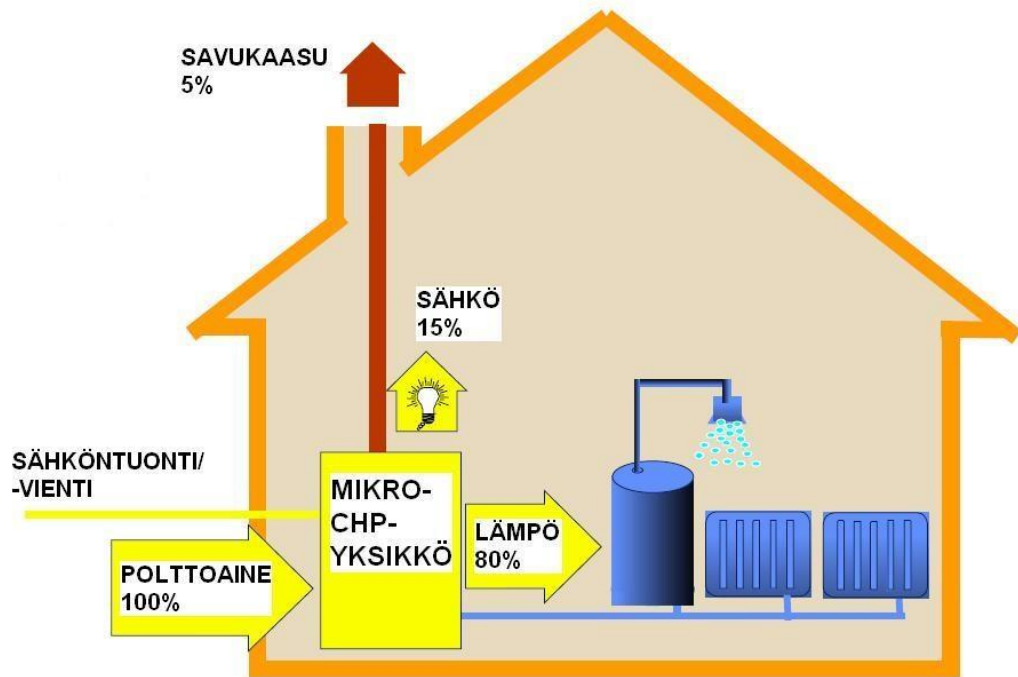 SAVUKAASU
5%
SÄHKÖ
15%
SÄHKÖNTUONTI/
-VIENTI
MIKRO-
CHP-
YKSIKKÖ
LÄMPÖ
80%
POLTTOAINE
100%